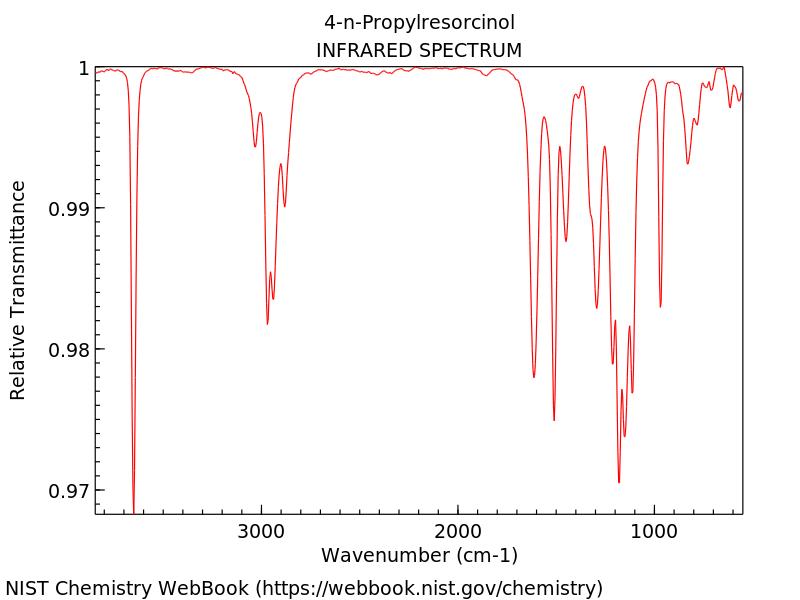 4-n-Propylresorcinol
INFRARED SPECTRUM
1
0.99
0.98
0.97
Relative Transmittance
3000 2000 1000
Wavenumber (cm-1)
NIST Chemistry WebBook (https://webbook.nist.gov/chemistry)